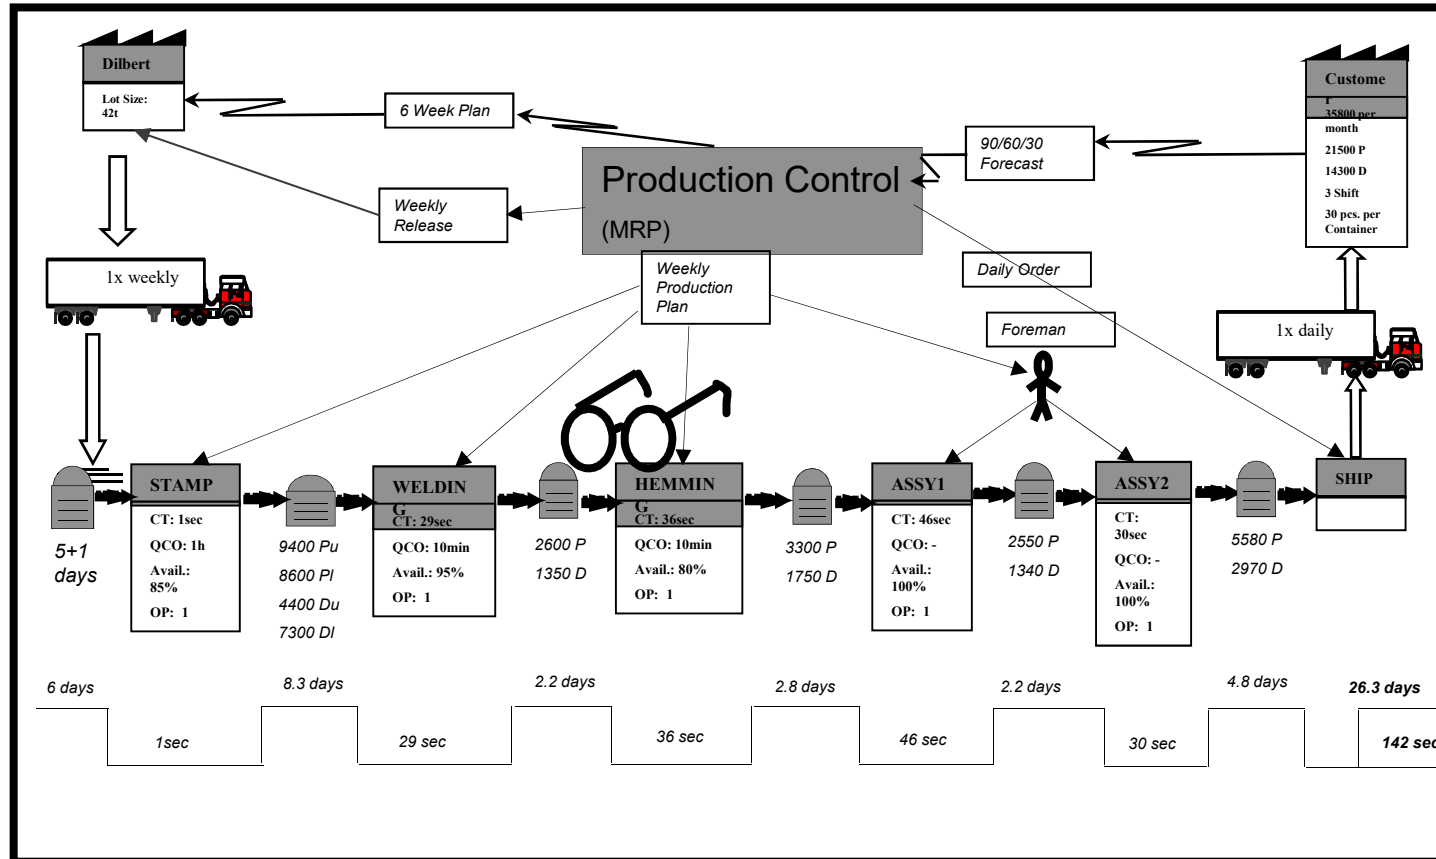 Dilbert
Lot Size:
42t
6 Week Plan
Weekly
Release
Production Control
(MRP)
90/60/30
Forecast
Custome
r
35800 per
month
21500 P
14300 D
3 Shift
30 pcs. per
Container
1x weekly
Weekly
Production
Plan
Daily Order
Foreman
1x daily
5+1
days
STAMP
CT: 1sec
QCO: 1h
Avail.:
85%
OP: 1
9400 Pu
8600 Pl
4400 Du
7300 Dl
WELDIN
G
CT: 29sec
QCO: 10min
Avail.: 95%
OP: 1
2600 P
1350 D
HEMMIN
G
CT: 36sec
QCO: 10min
Avail.: 80%
OP: 1
3300 P
1750 D
ASSY1
CT: 46sec
QCO: -
Avail.:
100%
OP: 1
2550 P
1340 D
ASSY2
CT:
30sec
QCO: -
Avail.:
100%
OP: 1
5580 P
2970 D
SHIP
6 days
8.3 days
2.2 days
2.8 days
2.2 days
4.8 days
26.3 days
1sec
29 sec
36 sec
46 sec
30 sec
142 sec